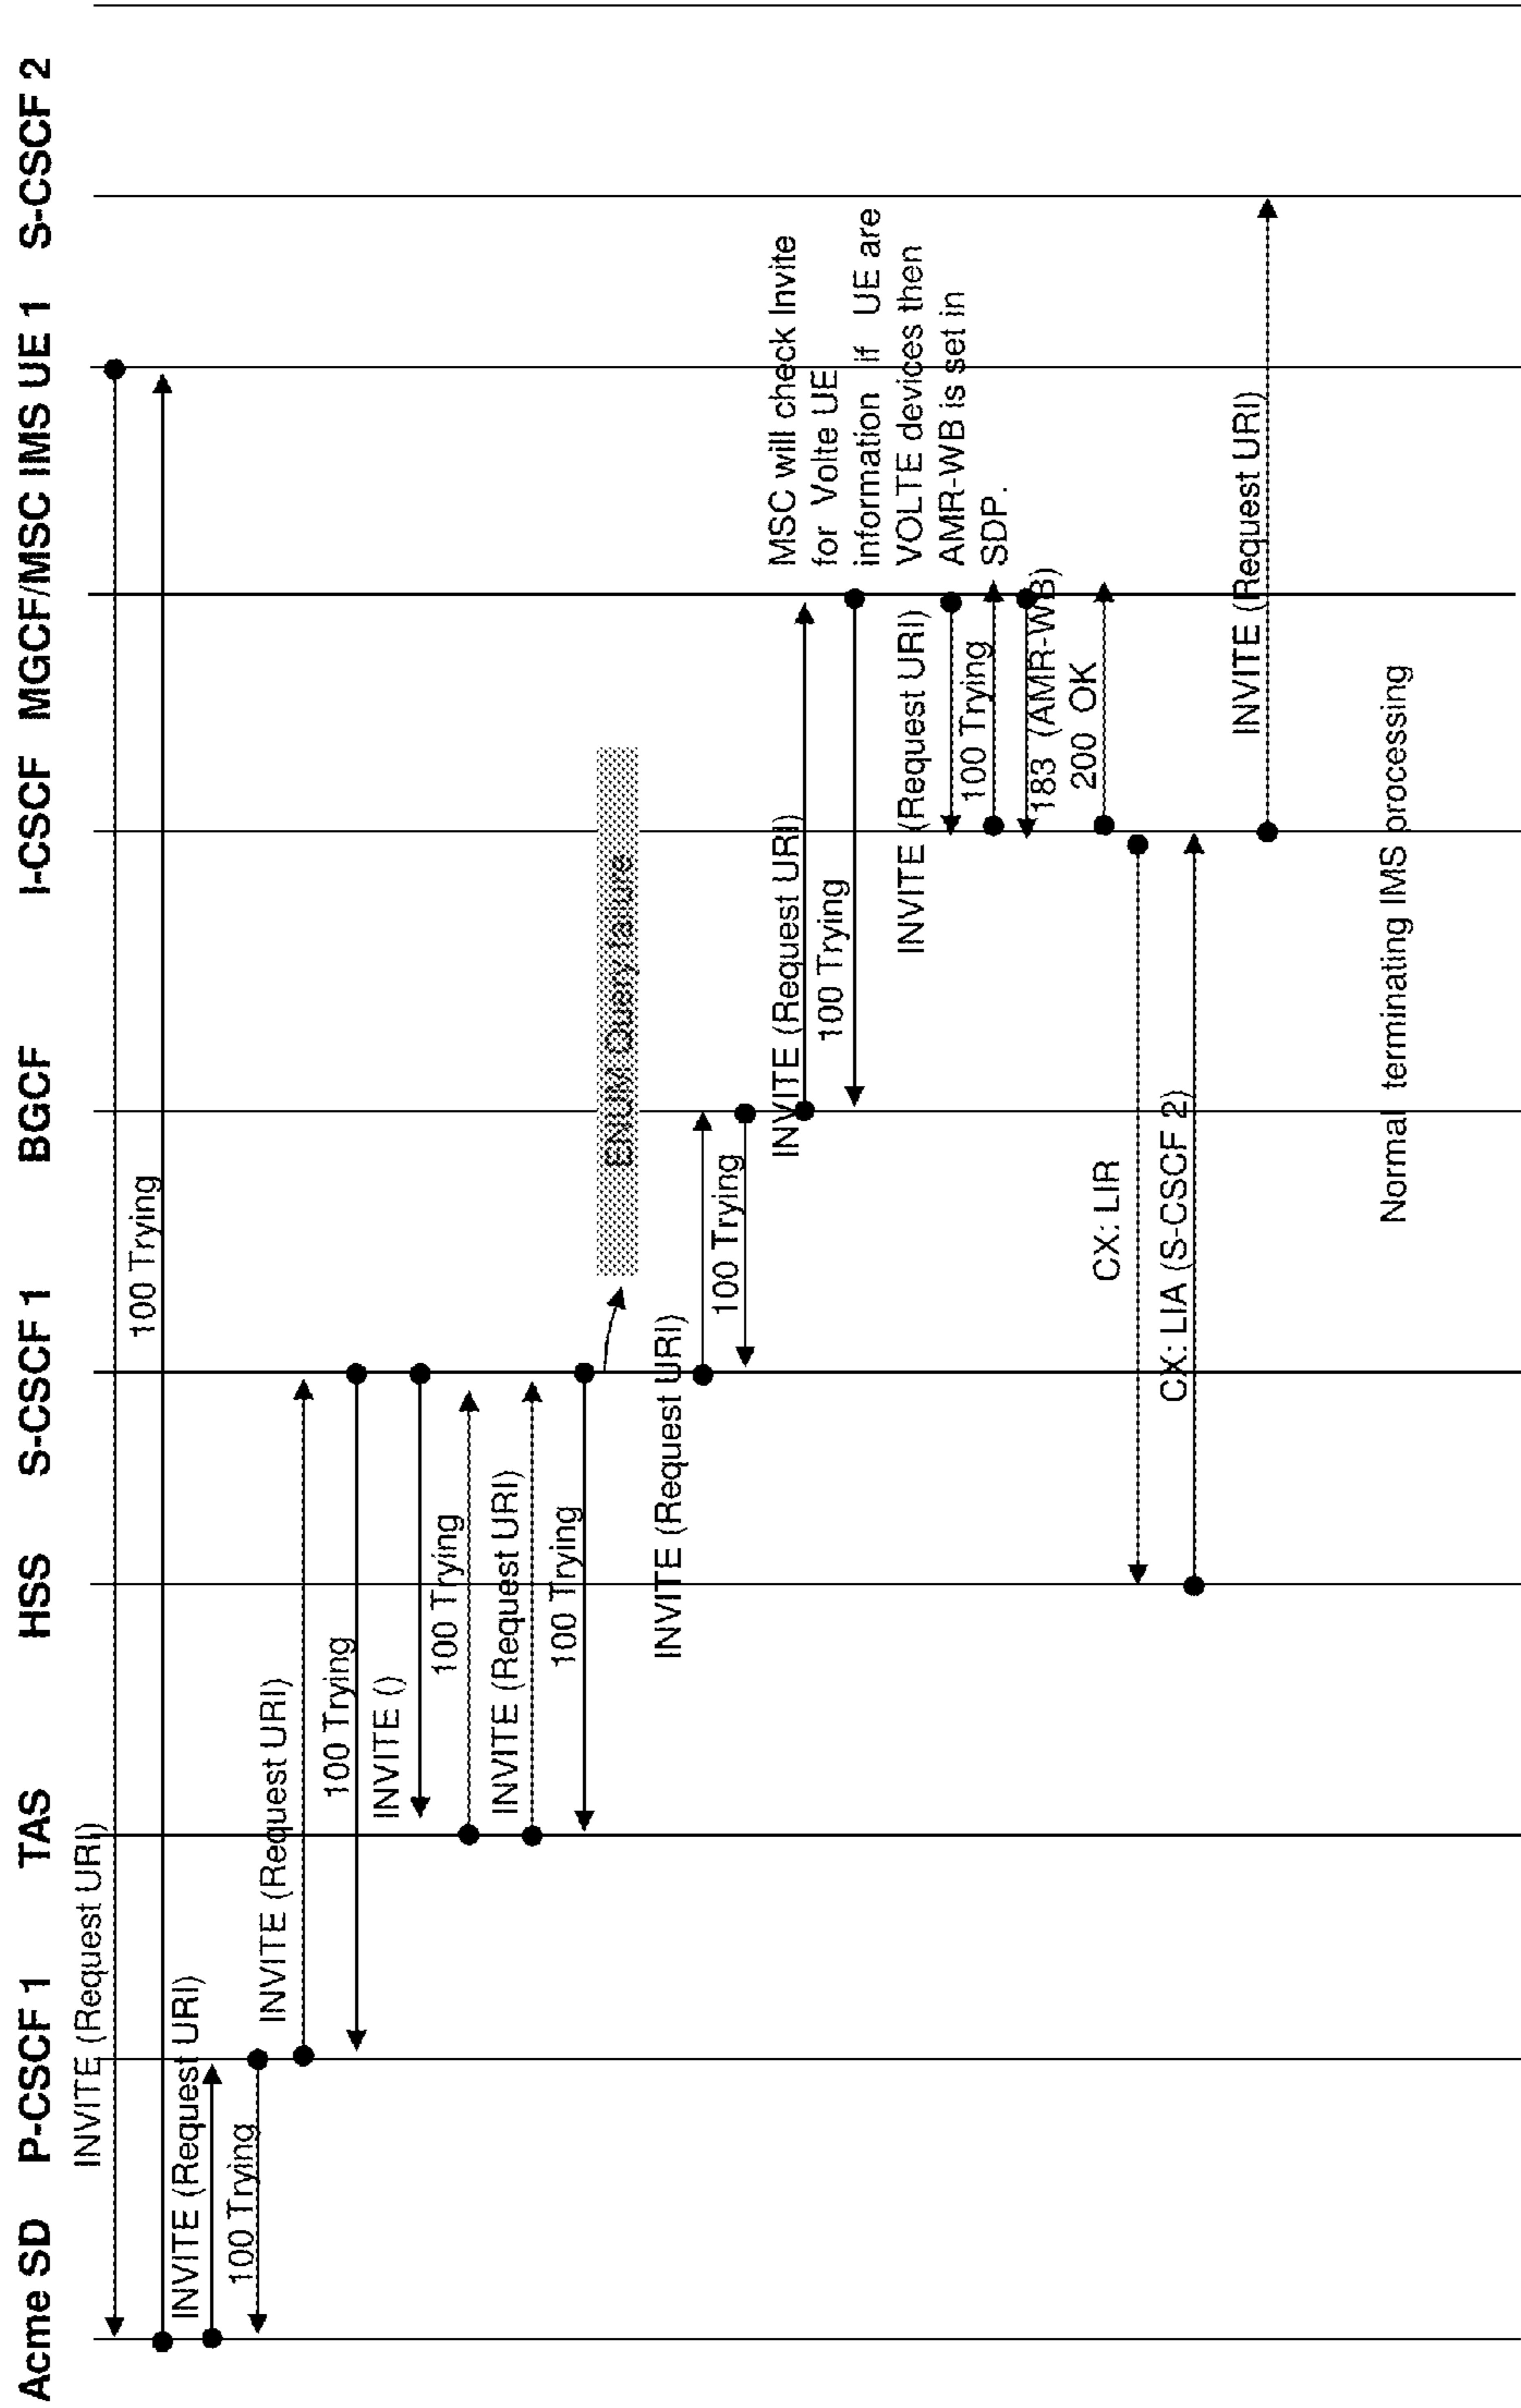 Acme SD P-CSCF 1 TAS HSS S-CSCF 1 BGCF I-CSCF MGCF/MSC IMS UE 1 S-CSCF 2
INVITE (Request URI)
100 Trying
INVITE (Request URI)
100 Trying
INVITE (Request URI)
100 Trying
INVITE ()
100 Trying
INVITE (Request URI)
100 Trying
ENUM Query failure
INVITE (Request URI)
100 Trying
INVITE (Request URI)
100 Trying
MSC will check Invite
for Volte UE
information if UE are
VOLTE devices then
AMR-WB is set in
SDP.
INVITE (Request URI)
100 Trying
183 (AMR-WB)
200 OK
CX: LIR
CX: LIA (S-CSCF 2)
INVITE (Request URI)
Normal terminating IMS processing